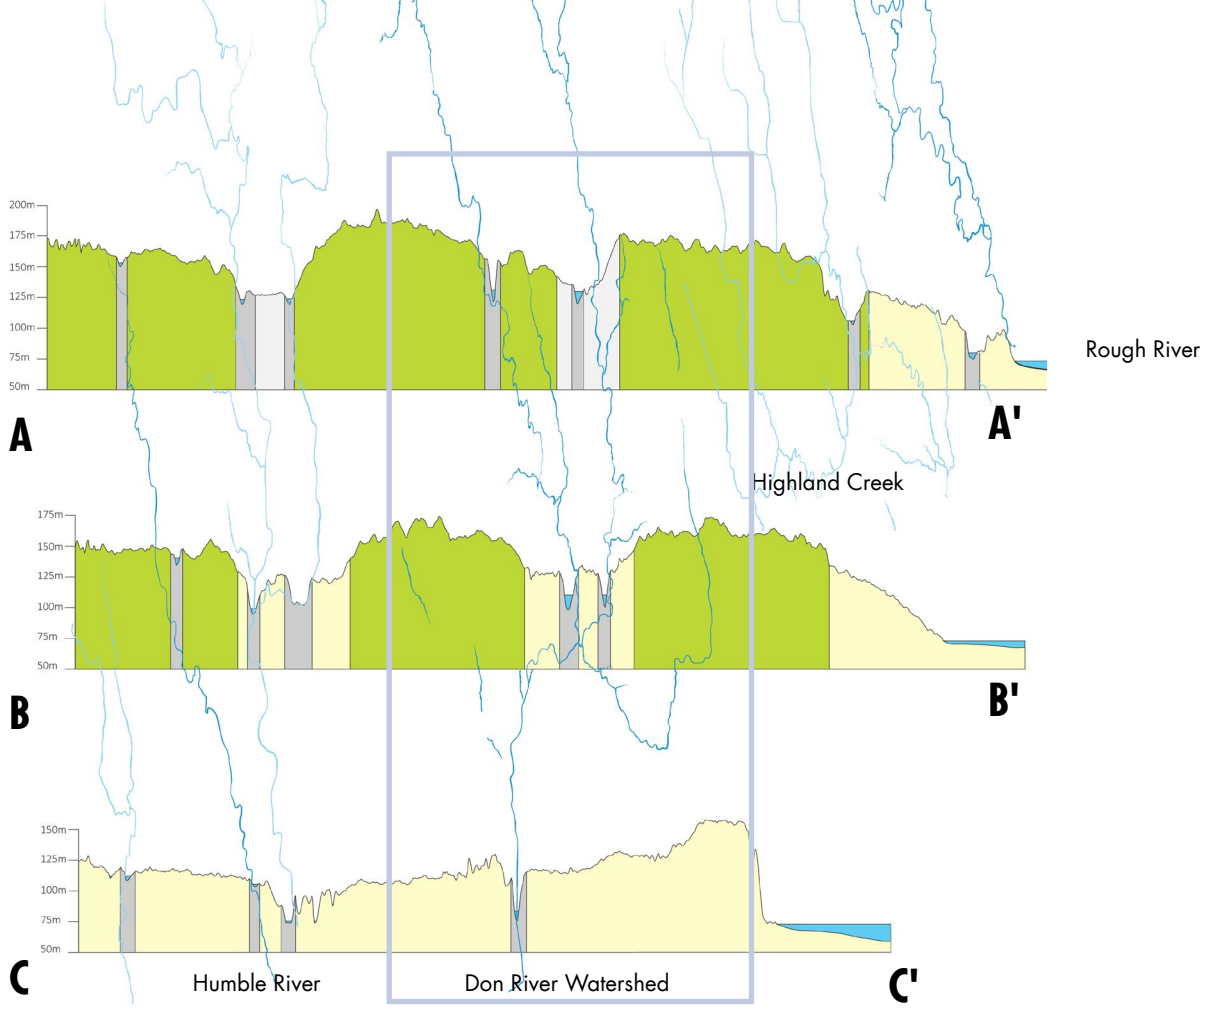 200m
175m
150m
125m
100m
75m
50m
Rough River
A
A'
Highland Creek
175m
150m
125m
100m
75m
50m
B
B'
150m
125m
100m
75m
50m
C
Humble River
Don River Watershed
C'